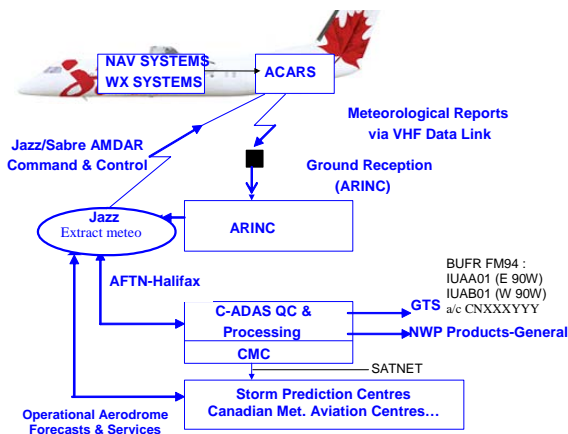 NAV SYSTEMS
WX SYSTEMS
ACARS
Meteorological Reports
via VHF Data Link
Jazz/Sabre AMDAR
Command & Control
Ground Reception
(ARINC)
Jazz
Extract meteo
ARINC
AFTN-Halifax
BUFR FM94 :
IUAA01 (E 90W)
IUAB01 (W 90W)
a/c CNXXXYYY
C-ADAS QC &
Processing
GTS
NWP Products-General
CMC
SATNET
Storm Prediction Centres
Canadian Met. Aviation Centres…
Operational Aerodrome
Forecasts & Services